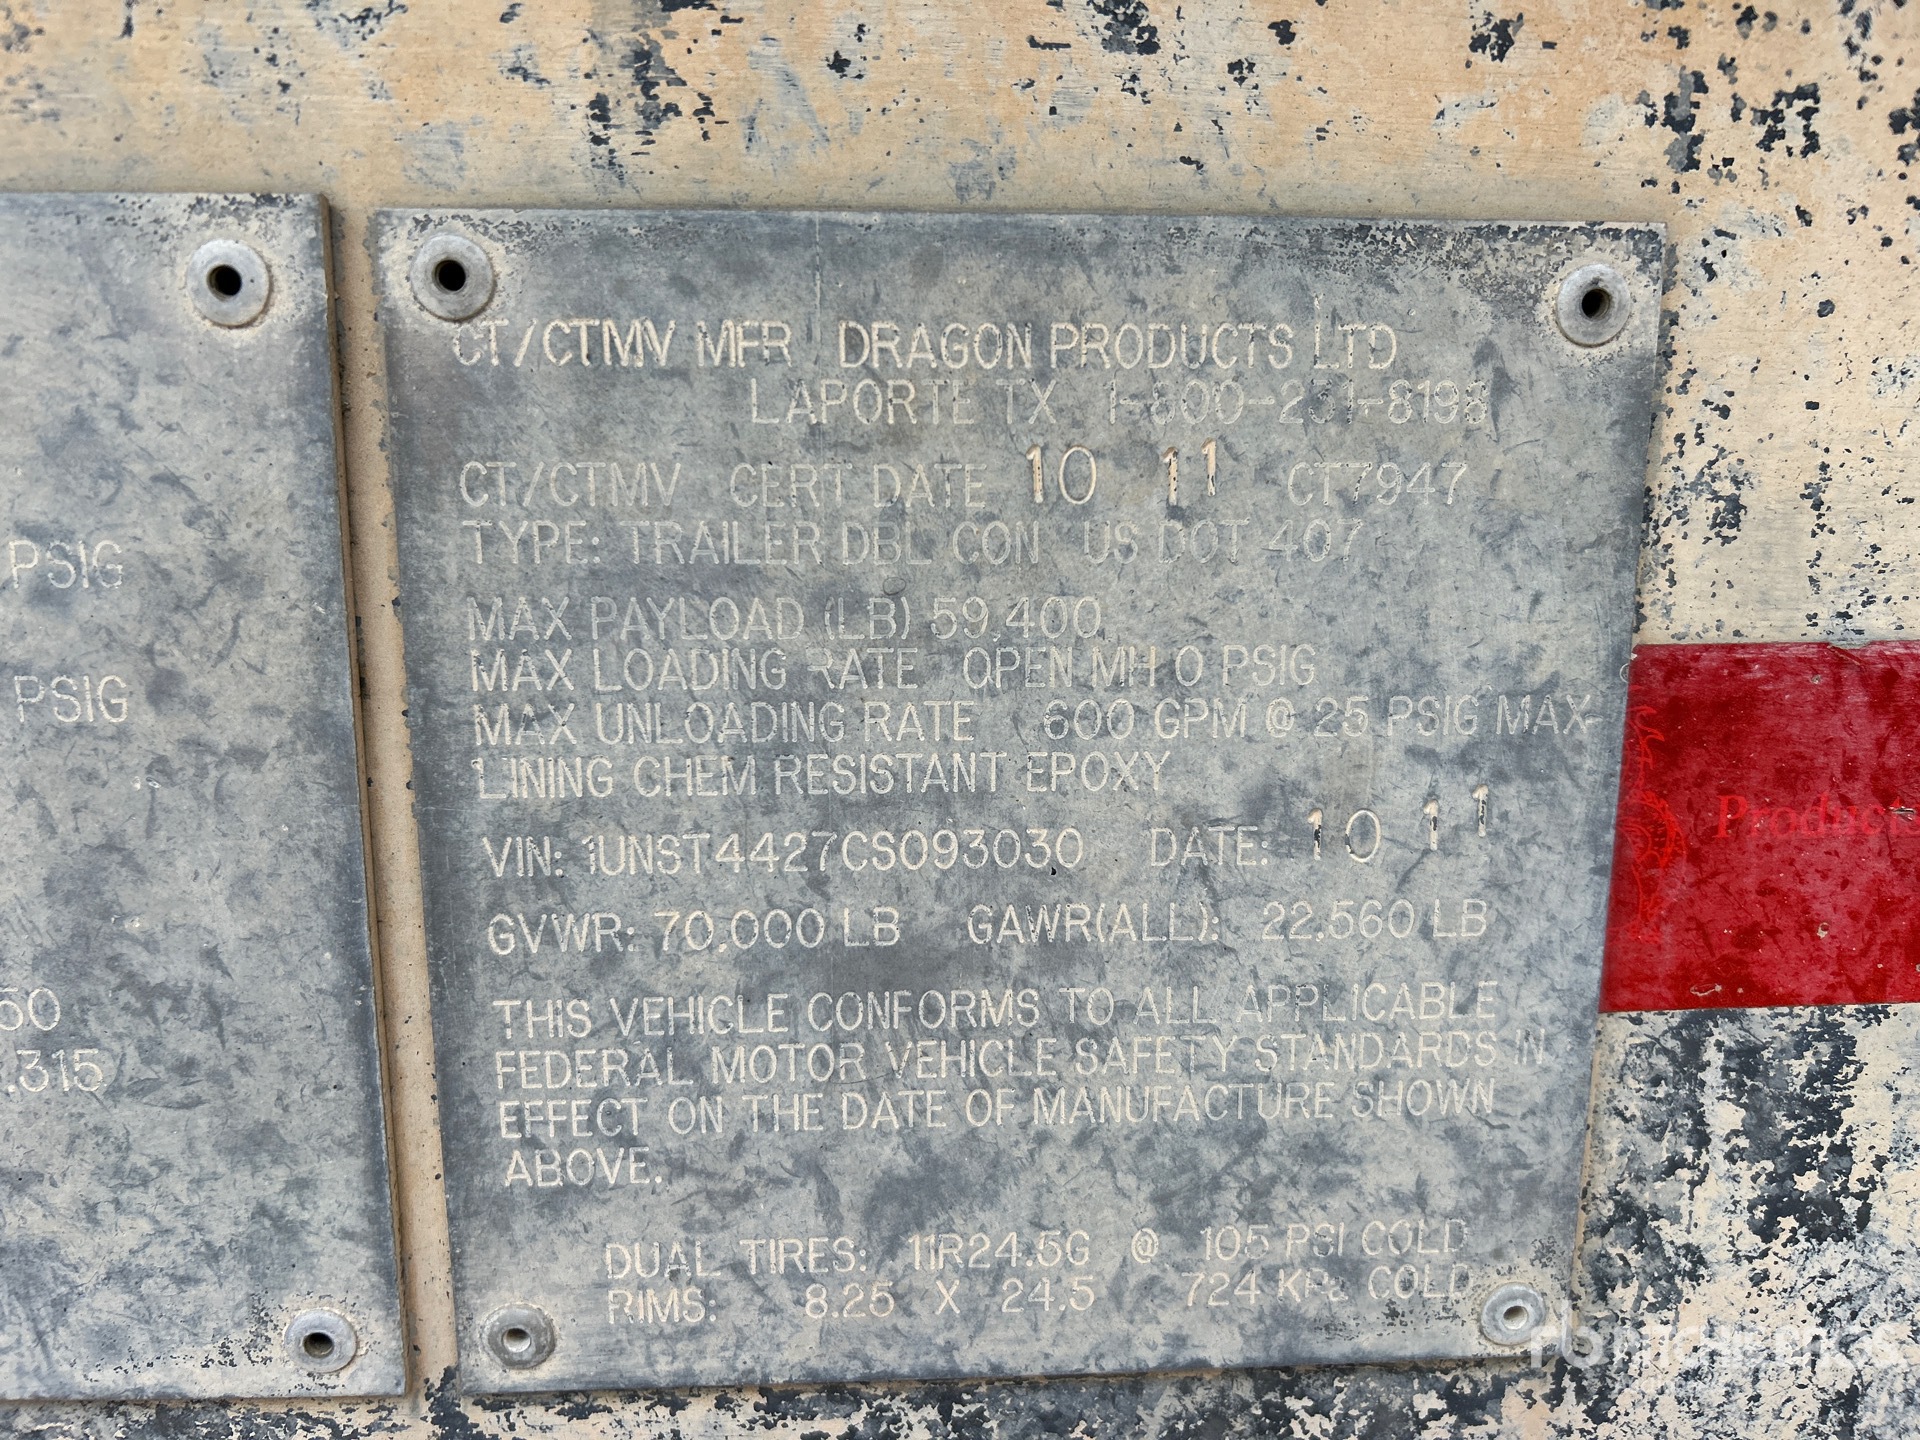 PSIG
PSIG
50
.315
CT/CTMV MFR DRAGON PRODUCTS LTD
LAPORTE TX 1-800-231-8198
CT/CTMV CERT DATE 10 11 CT7947
TYPE: TRAILER DBL CON US DOT 407
MAX PAYLOAD (LB) 59,400
MAX LOADING RATE OPEN MH 0 PSIG
MAX UNLOADING RATE 600 GPM @ 25 PSIG MAX
LINING CHEM RESISTANT EPOXY
VIN: 1UNST4427CS093030 DATE: 10 11
GVWR: 70,000 LB GAWR(ALL): 22,560 LB
THIS VEHICLE CONFORMS TO ALL APPLICABLE
FEDERAL MOTOR VEHICLE SAFETY STANDARDS IN
EFFECT ON THE DATE OF MANUFACTURE SHOWN
ABOVE.
DUAL TIRES: 11R24.5G @ 105 PSI COLD
RIMS: 8.25 X 24.5 724 KPa COLD
Products
rb RITCHIE BROS